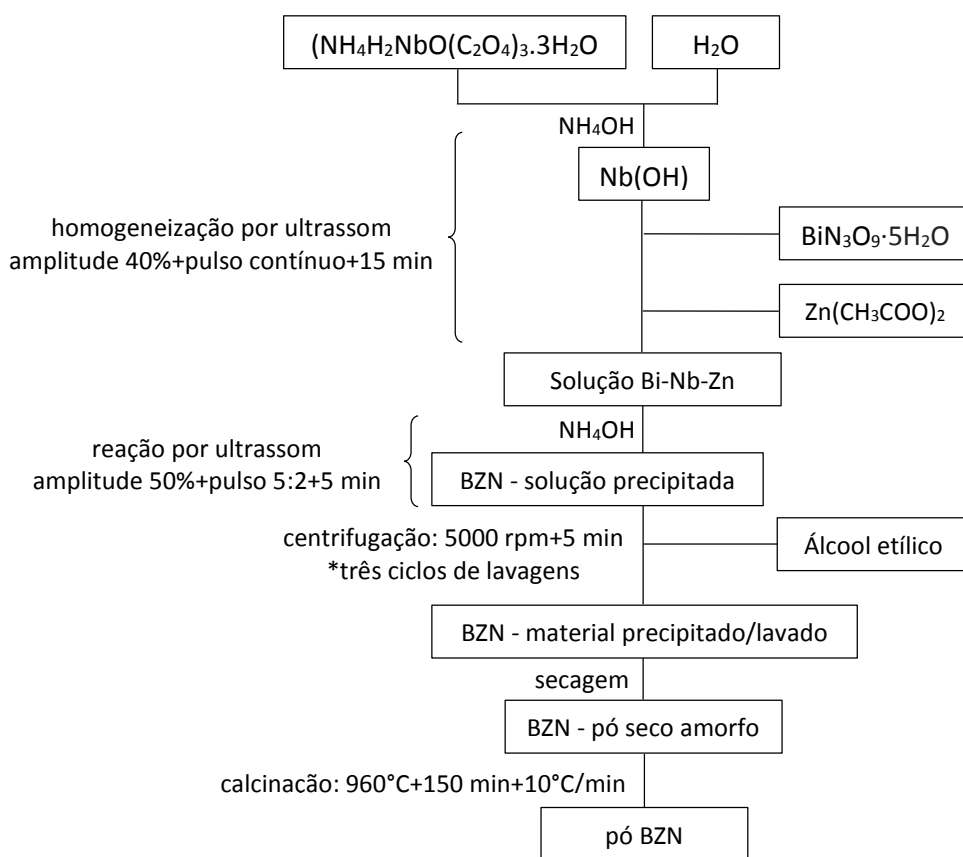 (NH₄H₂NbO(C₂O₄)₃.3H₂O
H₂O
NH₄OH
Nb(OH)
homogeneização por ultrassom
amplitude 40%+pulso contínuo+15 min
BiN₃O₉·5H₂O
Zn(CH₃COO)₂
Solução Bi-Nb-Zn
NH₄OH
reação por ultrassom
amplitude 50%+pulso 5:2+5 min
BZN - solução precipitada
centrifugação: 5000 rpm+5 min
*três ciclos de lavagens
Álcool etílico
BZN - material precipitado/lavado
secagem
BZN - pó seco amorfo
calcinacão: 960°C+150 min+10°C/min
pó BZN